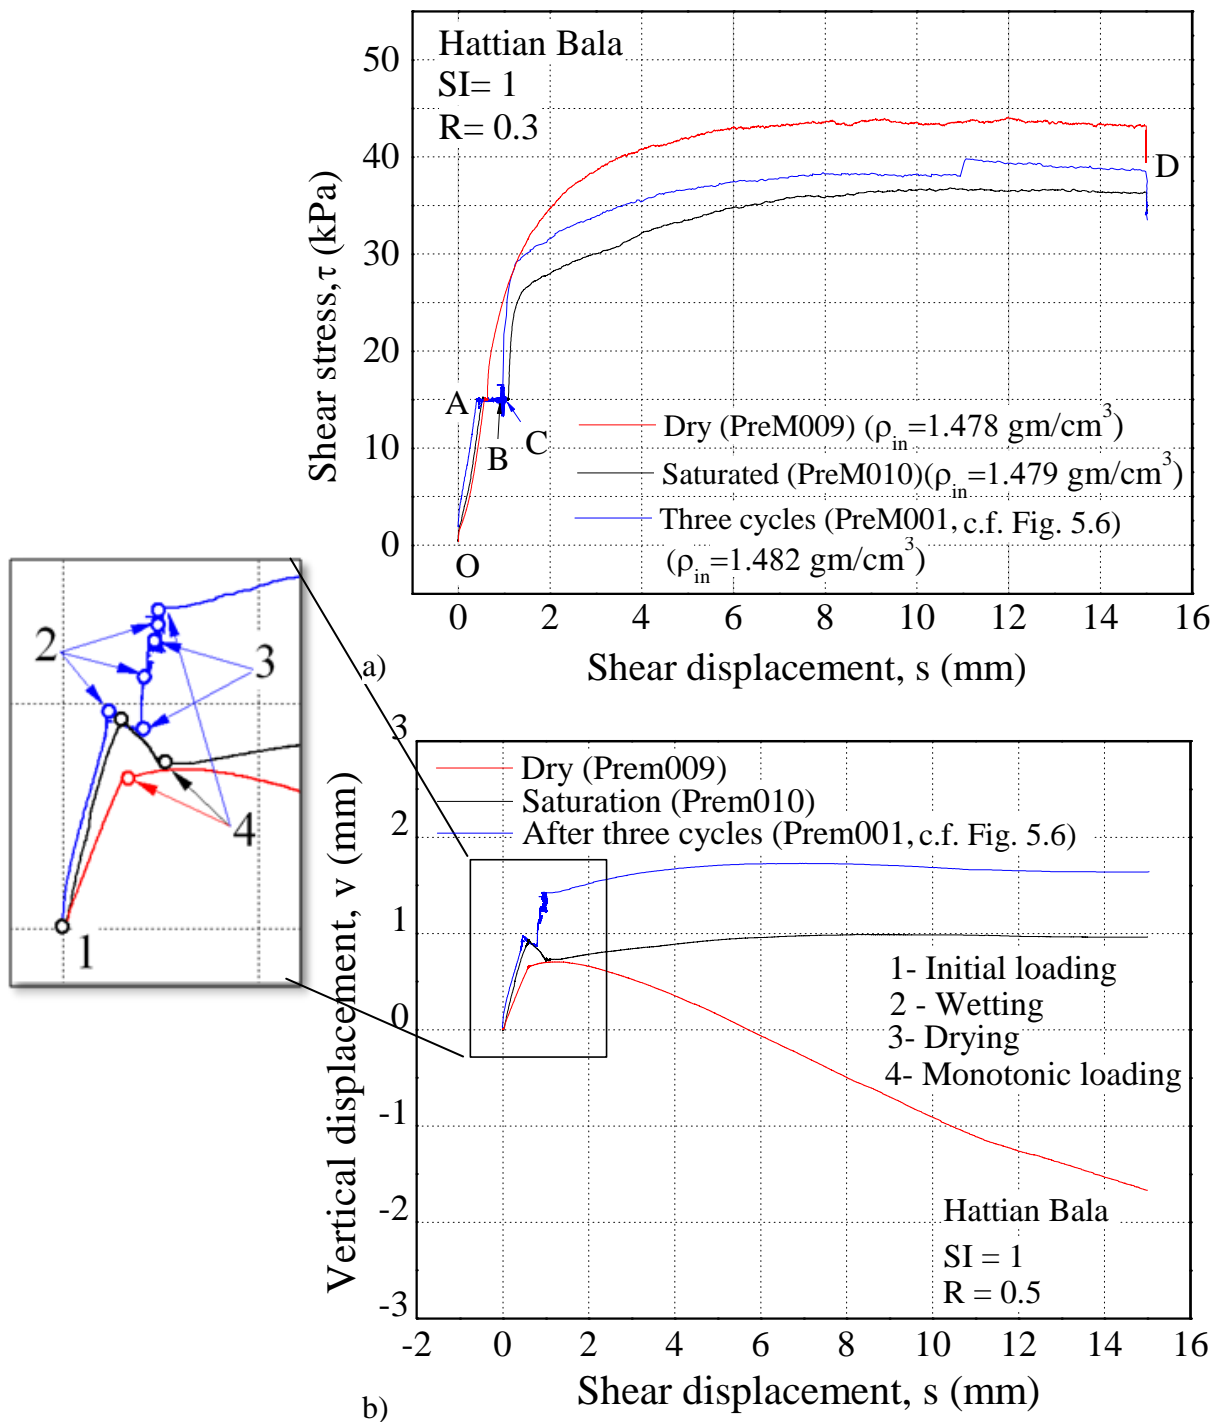 50
40
30
20
10
0
Shear stress, τ (kPa)
Hattian Bala
SI= 1
R= 0.3
A
B
C
D
O
Dry (PreM009) (ρin=1.478 gm/cm³)
Saturated (PreM010)(ρin=1.479 gm/cm³)
Three cycles (PreM001, c.f. Fig. 5.6)
(ρin=1.482 gm/cm³)
0 2 4 6 8 10 12 14 16
Shear displacement, s (mm)
a)
2
3
4
1
3
2
1
0
-1
-2
-3
Vertical displacement, v (mm)
Dry (Prem009)
Saturation (Prem010)
After three cycles (Prem001, c.f. Fig. 5.6)
1- Initial loading
2 - Wetting
3- Drying
4- Monotonic loading
Hattian Bala
SI = 1
R = 0.5
-2 0 2 4 6 8 10 12 14 16
Shear displacement, s (mm)
b)